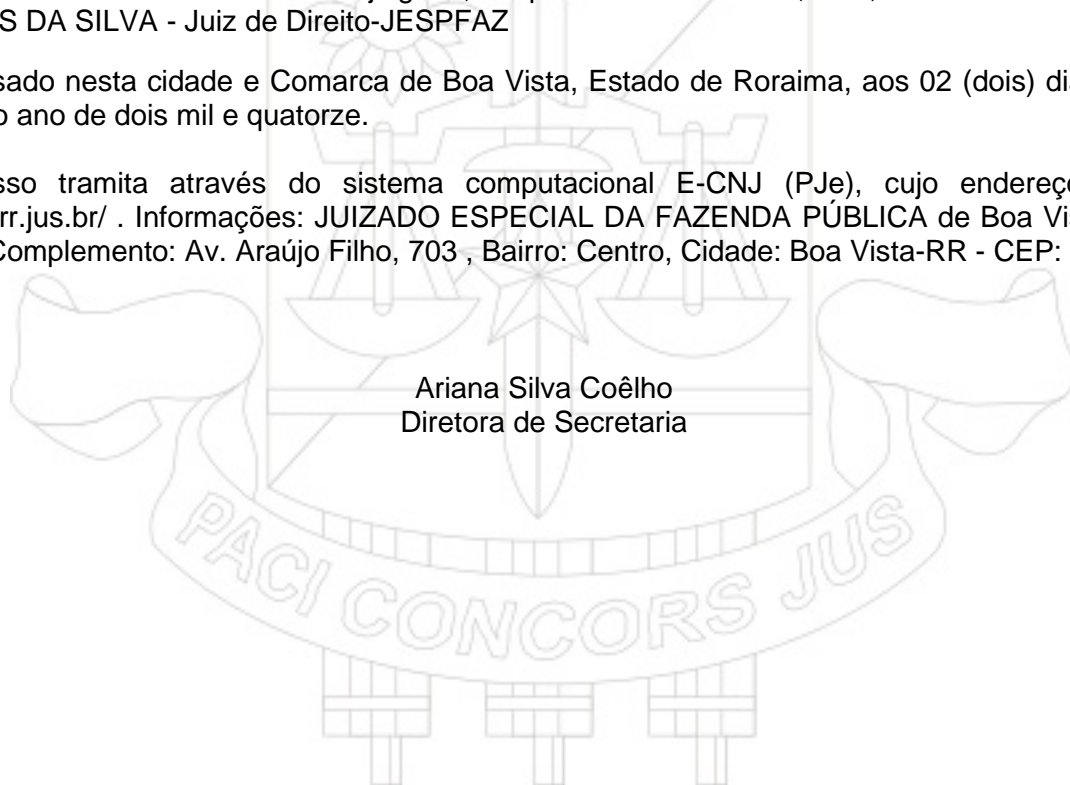 S DA SILVA - Juiz de Direito-JESPFAZ
sado nesta cidade e Comarca de Boa Vista, Estado de Roraima, aos 02 (dois) di
o ano de dois mil e quatorze.
sso tramita através do sistema computacional E-CNJ (PJe), cujo endereç
rr.jus.br/ . Informações: JUIZADO ESPECIAL DA FAZENDA PÚBLICA de Boa Vis
Complemento: Av. Araújo Filho, 703 , Bairro: Centro, Cidade: Boa Vista-RR - CEP:
Ariana Silva Coêlho
Diretora de Secretaria
PACI CONCORS JUS